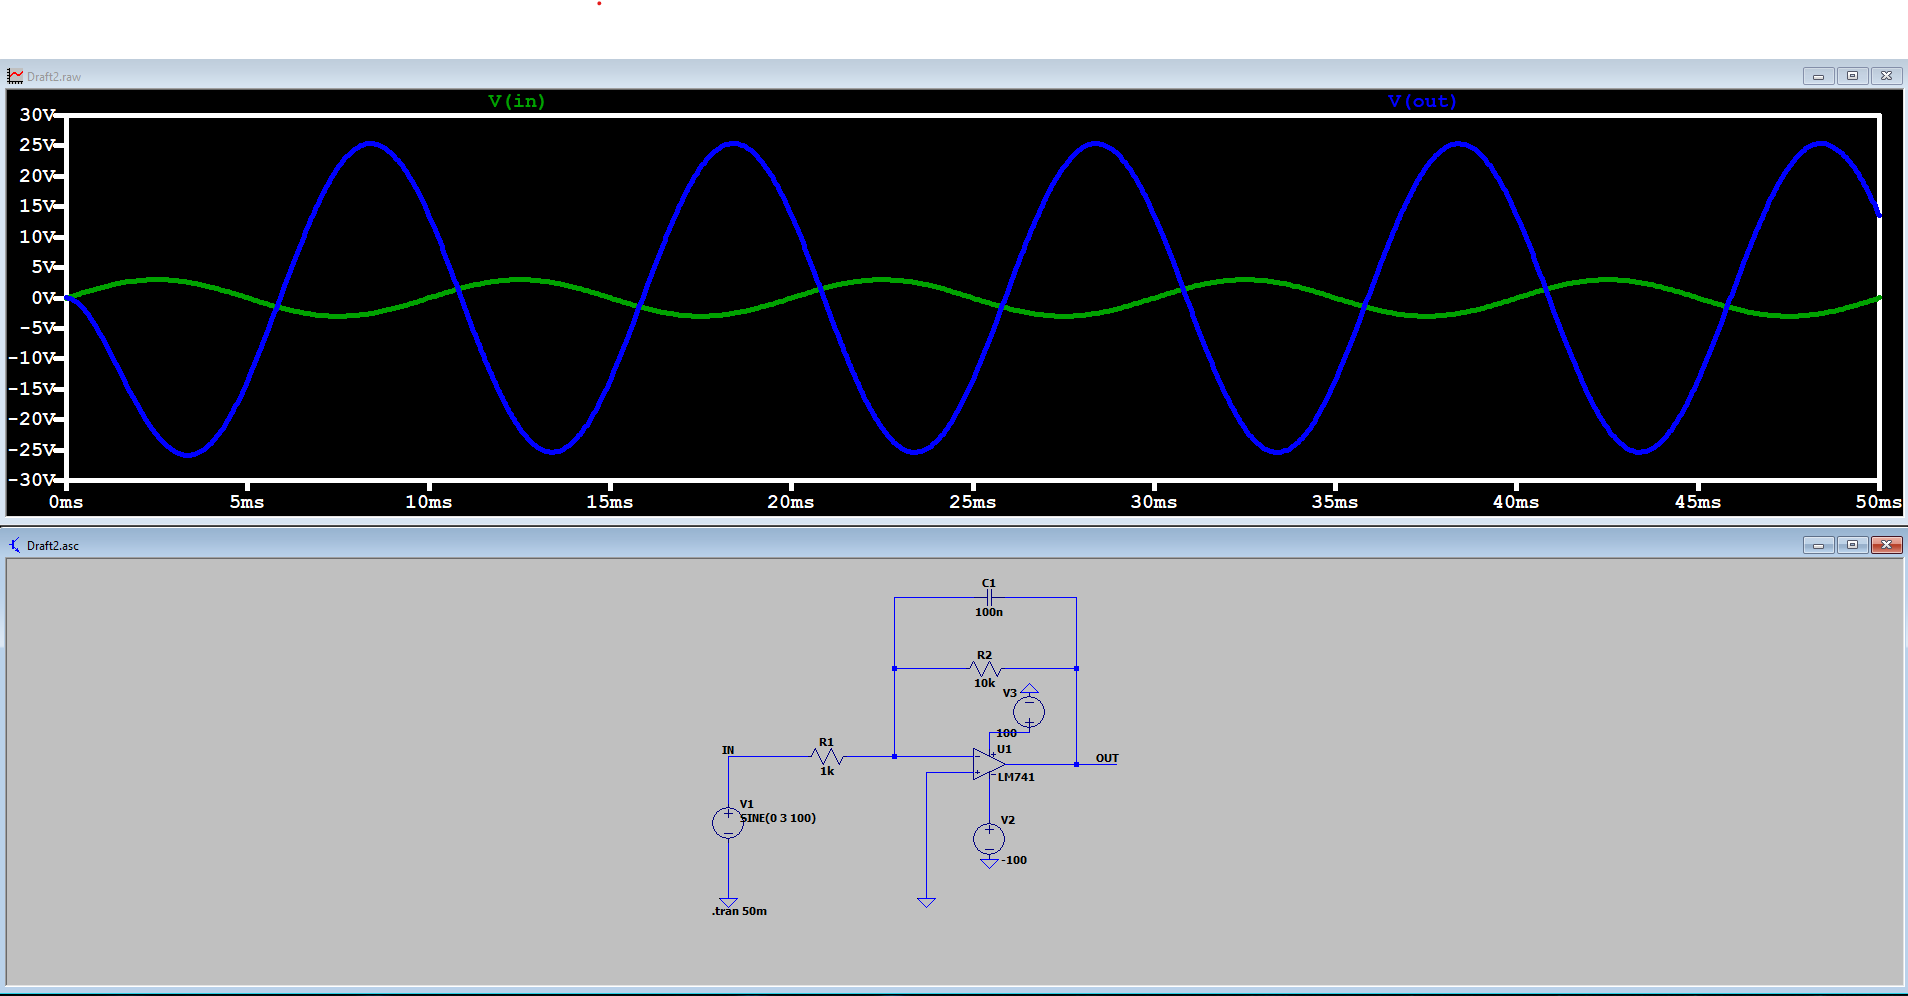 Draft2.raw
V(in) V(out)
30V
25V
20V
15V
10V
5V
0V
-5V
-10V
-15V
-20V
-25V
-30V
0ms 5ms 10ms 15ms 20ms 25ms 30ms 35ms 40ms 45ms 50ms
Draft2.asc
C1
100n
R2
10k
V3
100
U1
LM741
IN
R1
1k
OUT
V1
SINE(0 3 100)
V2
-100
.tran 50m